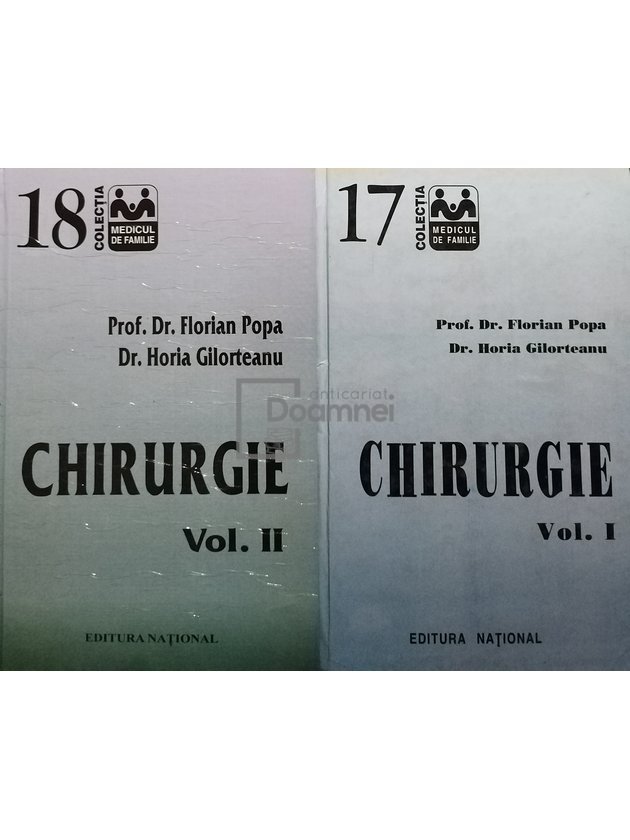 18
COLECȚIA
MEDICUL
DE FAMILIE
Prof. Dr. Florian Popa
Dr. Horia Gilorteanu
CHIRURGIE
Vol. II
EDITURA NAȚIONAL
17
COLECȚIA
MEDICUL
DE FAMILIE
Prof. Dr. Florian Popa
Dr. Horia Gilorteanu
CHIRURGIE
Vol. I
EDITURA NAȚIONAL
anticariat
Doamnei